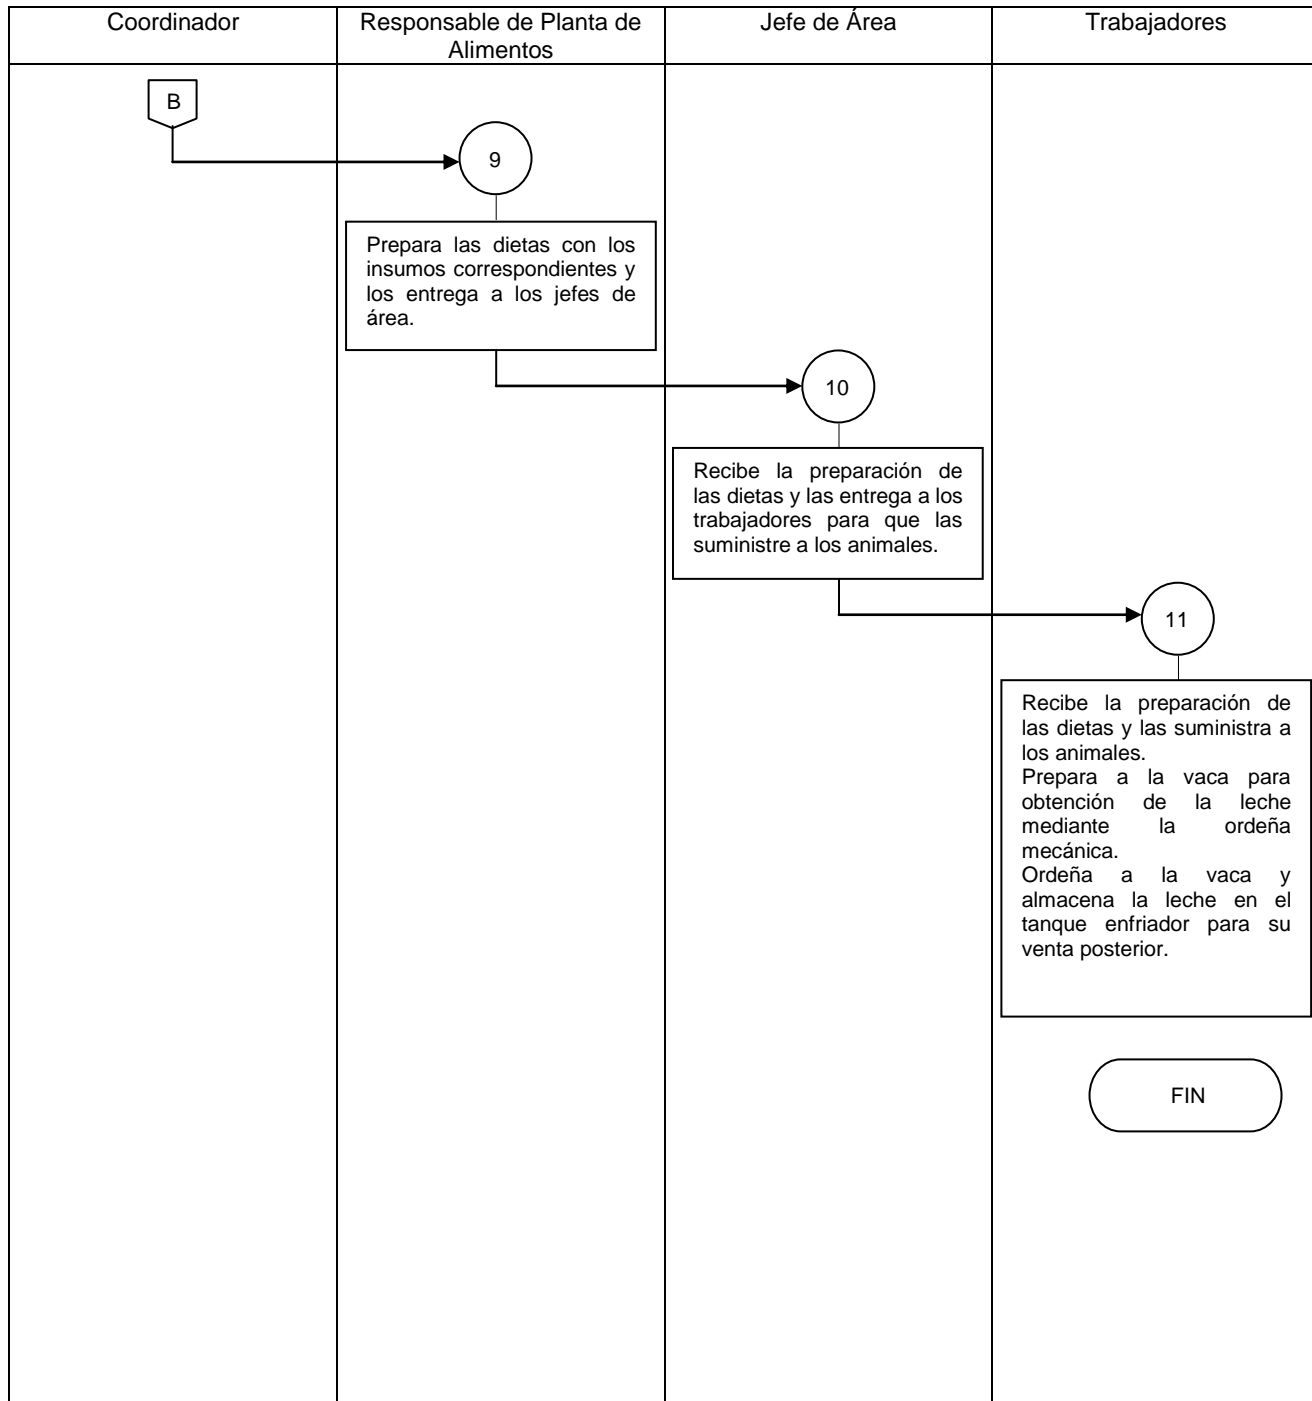 Coordinador
Responsable de Planta de
Alimentos
Jefe de Área
Trabajadores
B
9
Prepara las dietas con los
insumos correspondientes y
los entrega a los jefes de
área.
10
Recibe la preparación de
las dietas y las entrega a los
trabajadores para que las
suministre a los animales.
11
Recibe la preparación de
las dietas y las suministra a
los animales.
Prepara a la vaca para
obtención de la leche
mediante la ordeña
mecánica.
Ordeña a la vaca y
almacena la leche en el
tanque enfriador para su
venta posterior.
FIN